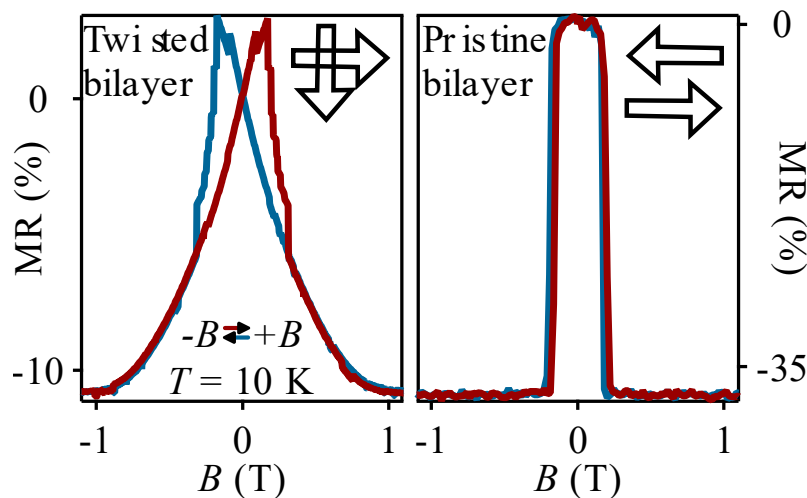 Twisted
bilayer
Pristine
bilayer
0
0
MR (%)
MR (%)
-B +B
T = 10 K
-10
-35
-1
0
1
-1
0
1
B (T)
B (T)